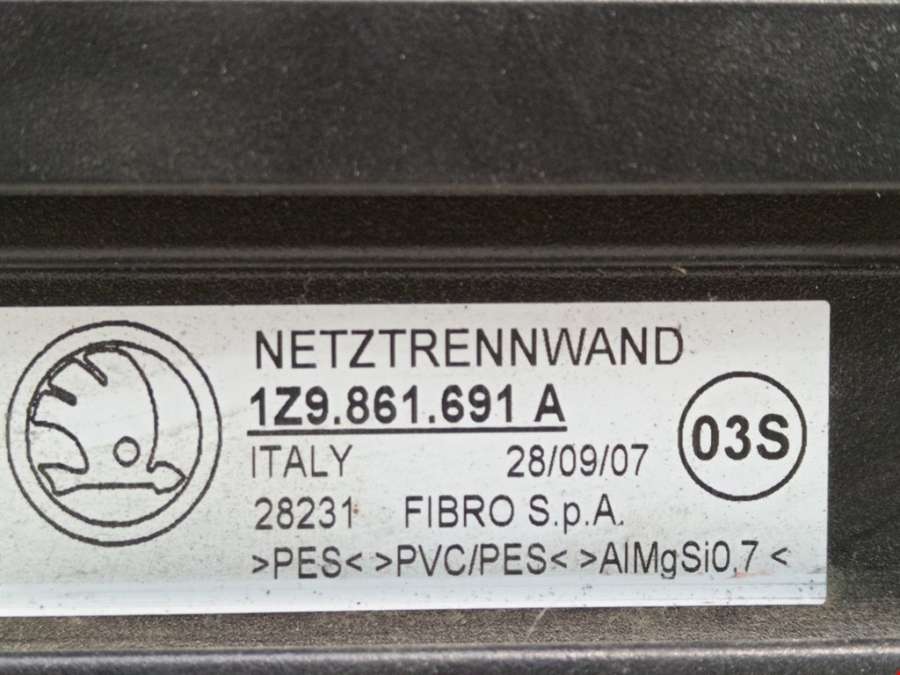 NETZTRENNWAND
1Z9.861.691 A
03S
ITALY 28/09/07
28231 FIBRO S.p.A.
>PES< >PVC/PES< >AlMgSi0,7 <